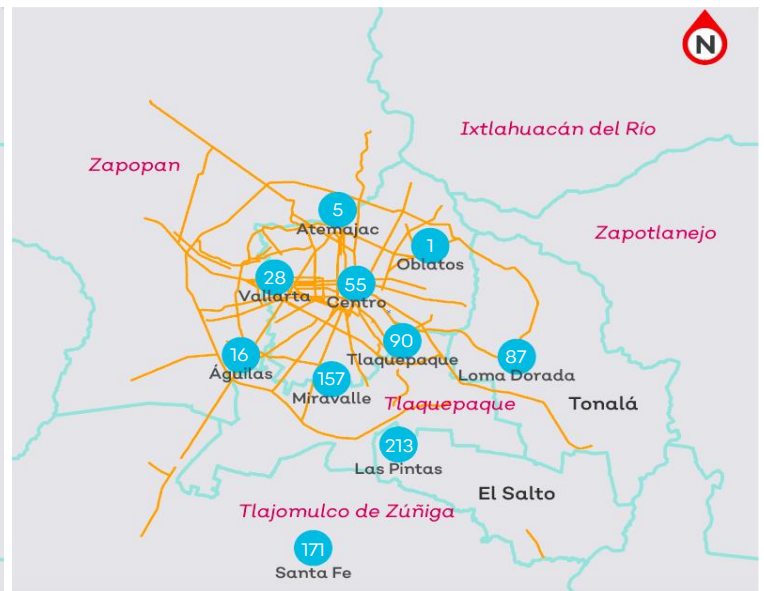 N
Ixtlahuacán del Río
Zapopan
5
Atemajac
Zapotlanejo
1
Oblatos
28
Vallarta
55
Centro
90
Tlaquepaque
16
Águilas
87
Loma Dorada
157
Miravalle
Tlaquepaque
Tonalá
213
Las Pintas
El Salto
Tlajomulco de Zúñiga
171
Santa Fe